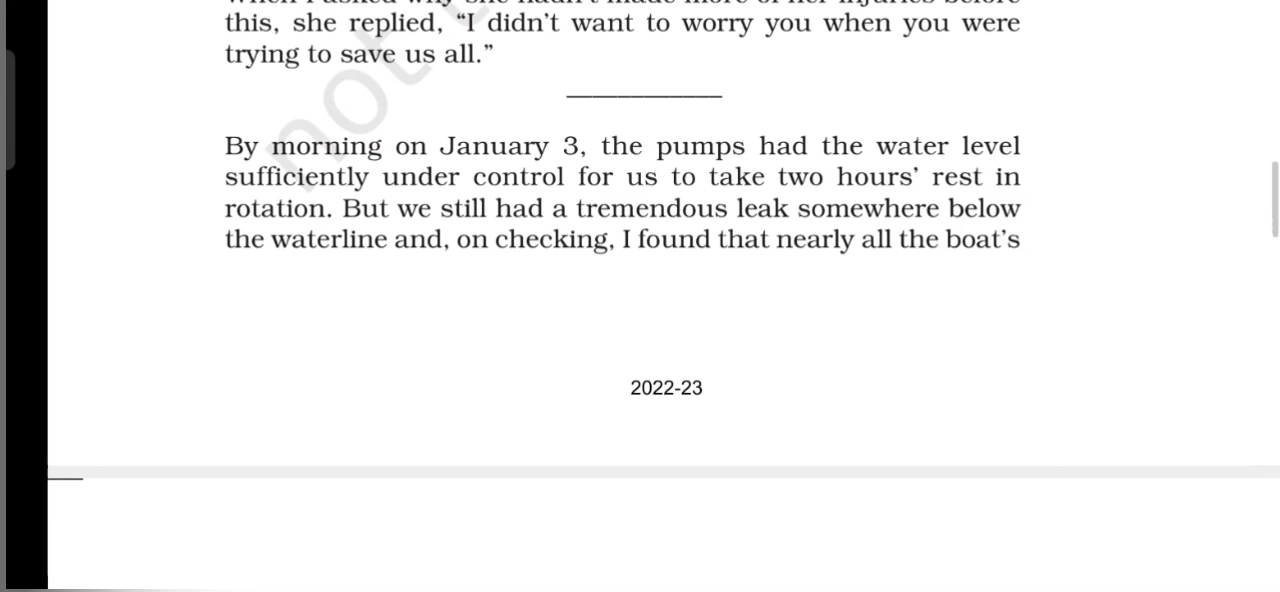 this, she replied, “I didn’t want to worry you when you were
trying to save us all.”
By morning on January 3, the pumps had the water level
sufficiently under control for us to take two hours’ rest in
rotation. But we still had a tremendous leak somewhere below
the waterline and, on checking, I found that nearly all the boat’s
not
2022-23